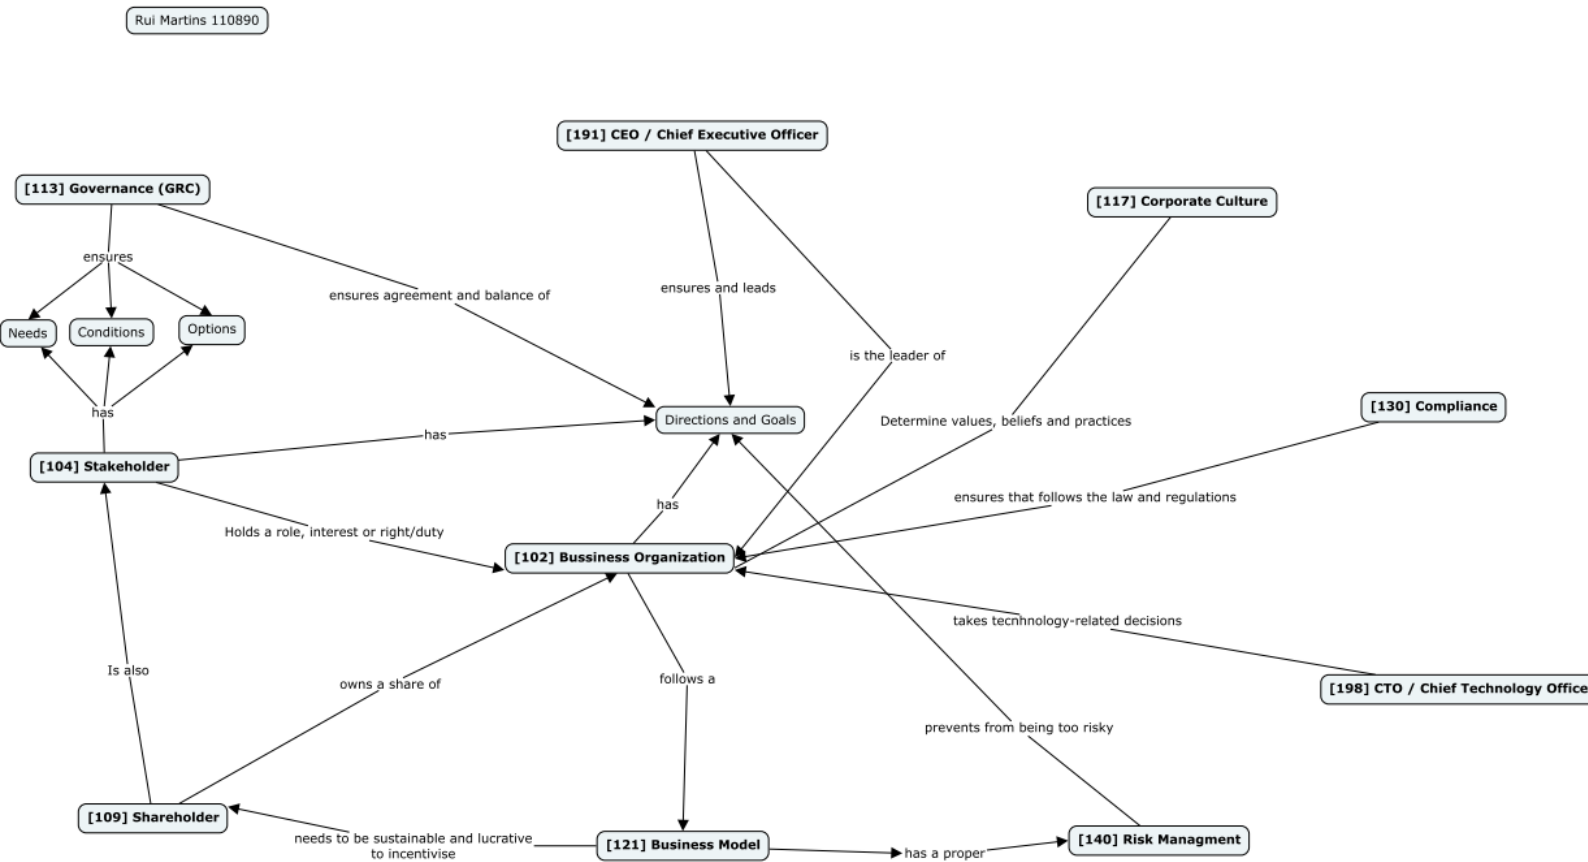 Rui Martins 110890
[191] CEO / Chief Executive Officer
[113] Governance (GRC)
[117] Corporate Culture
ensures
ensures agreement and balance of
ensures and leads
Needs
Conditions
Options
is the leader of
has
Directions and Goals
Determine values, beliefs and practices
[130] Compliance
has
[104] Stakeholder
has
ensures that follows the law and regulations
Holds a role, interest or right/duty
[102] Bussiness Organization
takes tecnhnology-related decisions
Is also
owns a share of
follows a
[198] CTO / Chief Technology Office
prevents from being too risky
[109] Shareholder
needs to be sustainable and lucrative
to incentivise
[121] Business Model
has a proper
[140] Risk Managment